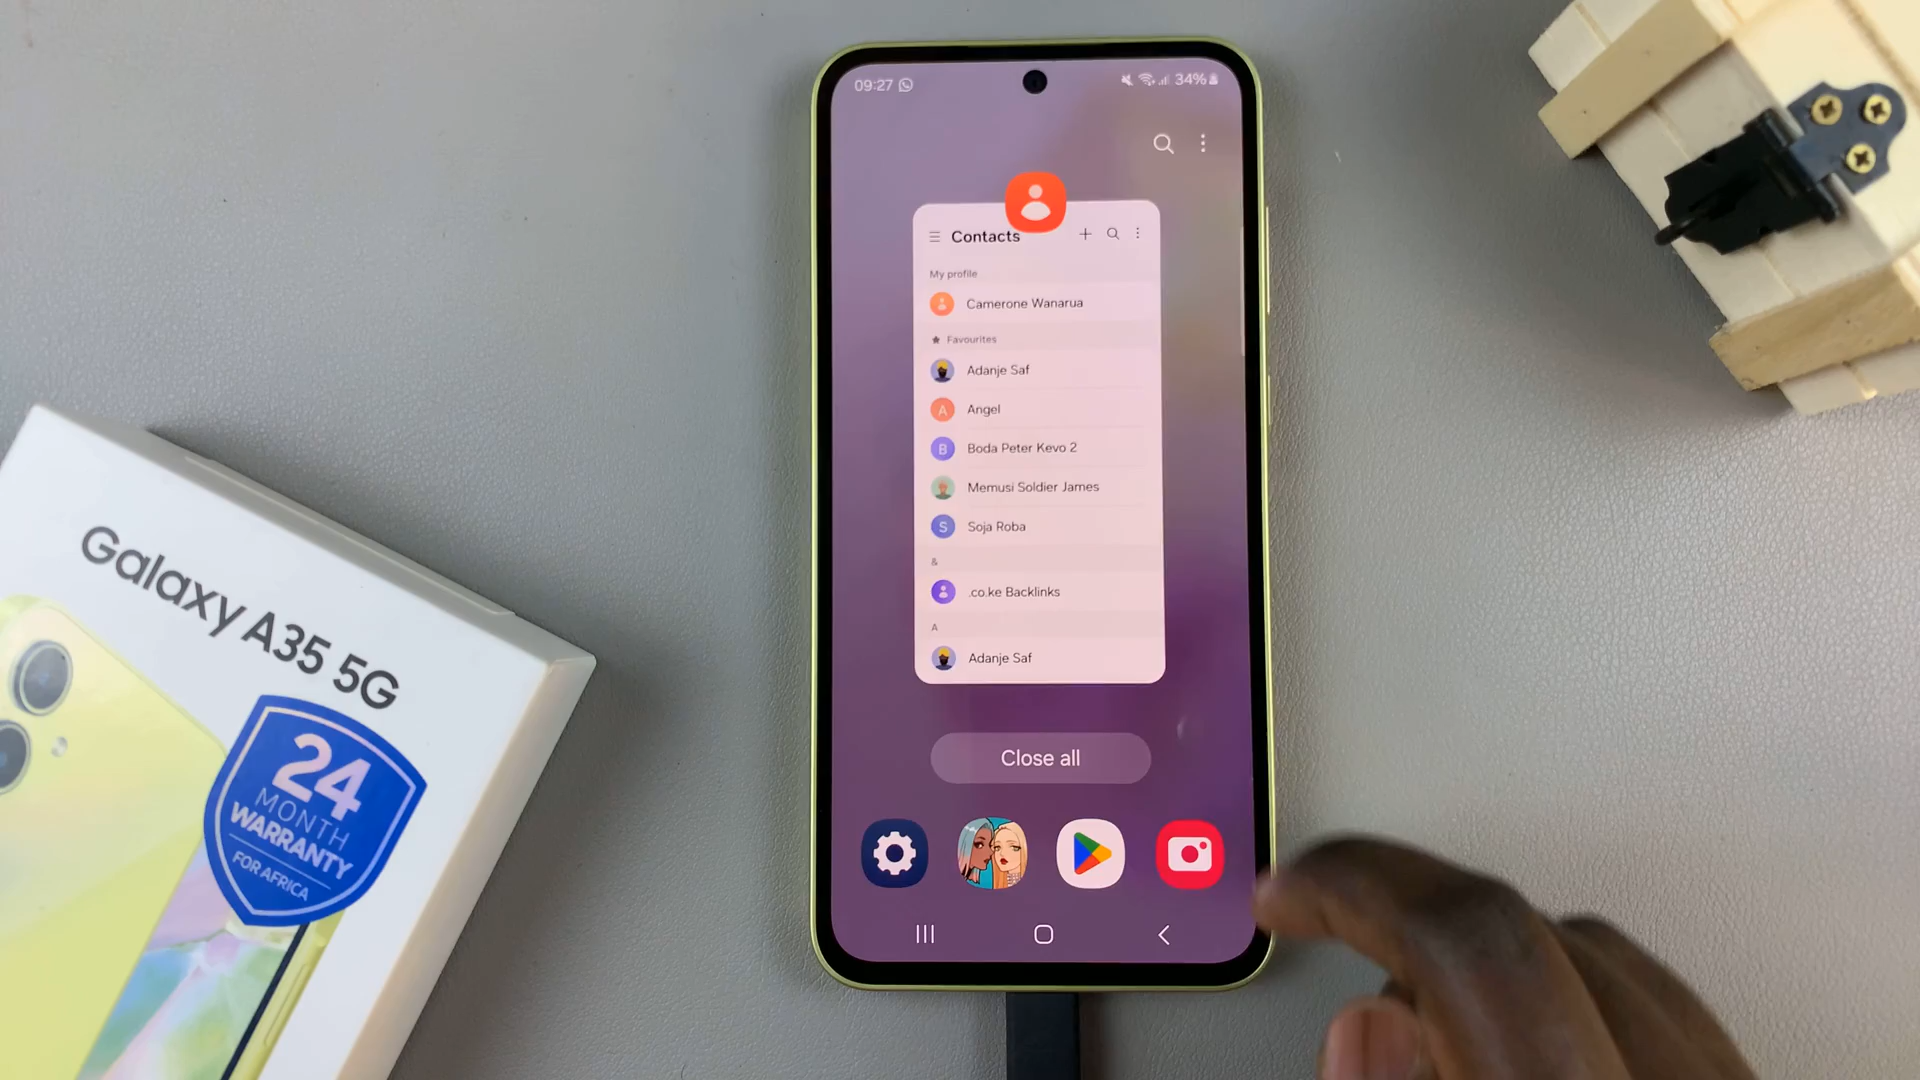 09:27
34%
Contacts
My profile
Camerone Wanarua
Favourites
Adanje Saf
A Angel
B Boda Peter Kevo 2
Memusi Soldier James
S Soja Roba
&
.co.ke Backlinks
A
Adanje Saf
Close all
Galaxy A35 5G
24
MONTH
WARRANTY
FOR AFRICA